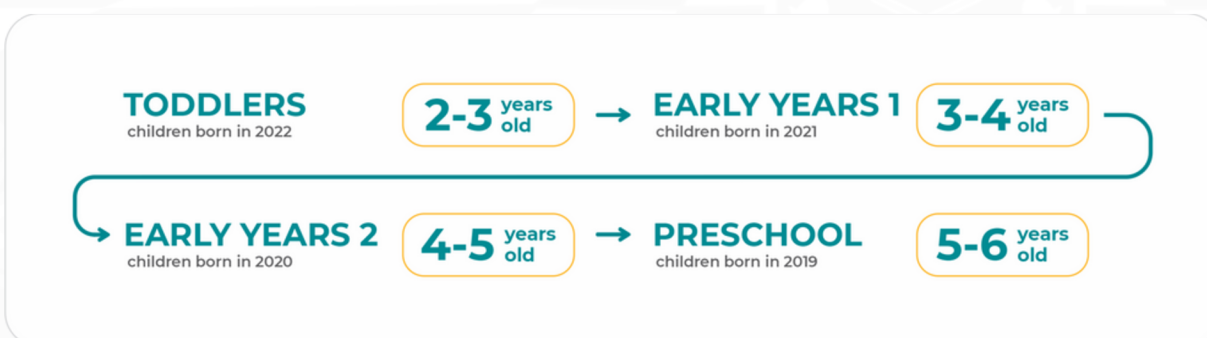 TODDLERS
children born in 2022
2-3 years old
EARLY YEARS 1
children born in 2021
3-4 years old
EARLY YEARS 2
children born in 2020
4-5 years old
PRESCHOOL
children born in 2019
5-6 years old